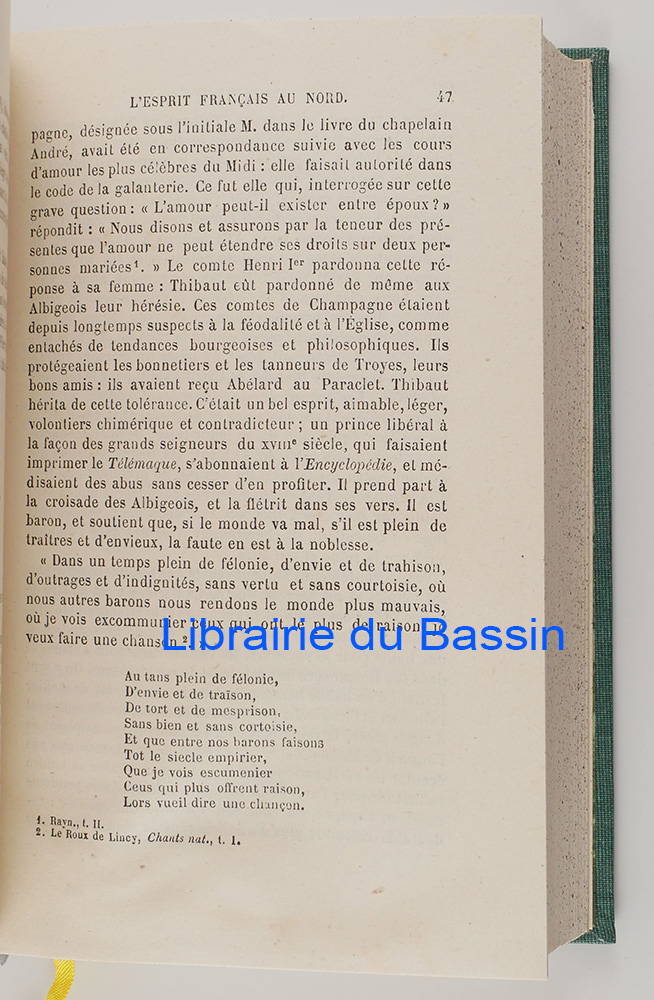 L'ESPRIT FRANÇAIS AU NORD. 47
pagne, désignée sous l'initiale M. dans le livre du chapelain
André, avait été en correspondance suivie avec les cours
d'amour les plus célèbres du Midi : elle faisait autorité dans
le code de la galanterie. Ce fut elle qui, interrogée sur cette
grave question : « L'amour peut-il exister entre époux ? »
répondit : « Nous disons et assurons par la teneur des pré-
sentes que l'amour ne peut étendre ses droits sur deux per-
sonnes mariées¹. » Le comte Henri Iᵉʳ pardonna cette ré-
ponse à sa femme : Thibaut eût pardonné de même aux
Albigeois leur hérésie. Ces comtes de Champagne étaient
depuis longtemps suspects à la féodalité et à l'Église, comme
entachés de tendances bourgeoises et philosophiques. Ils
protégeaient les bonnetiers et les tanneurs de Troyes, leurs
bons amis : ils avaient reçu Abélard au Paraclet. Thibaut
hérita de cette tolérance. C'était un bel esprit, aimable, léger,
volontiers chimérique et contradicteur ; un prince libéral à
la façon des grands seigneurs du XVIIIᵉ siècle, qui faisaient
imprimer le Télémaque, s'abonnaient à l'Encyclopédie, et mé-
disaient des abus sans cesser d'en profiter. Il prend part à
la croisade des Albigeois, et la flétrit dans ses vers. Il est
baron, et soutient que, si le monde va mal, s'il est plein de
traîtres et d'envieux, la faute en est à la noblesse.
« Dans un temps plein de félonie, d'envie et de trahison,
d'outrages et d'indignités, sans vertu et sans courtoisie, où
nous autres barons nous rendons le monde plus mauvais,
où je vois excommunier ceux qui ont le plus de raison, je
veux faire une chanson². »
Librairie du Bassin
Au tans plein de félonie,
D'envie et de traïson,
De tort et de mesprison,
Sans bien et sans cortoisie,
Et que entre nos barons faisons
Tot le siecle empirier,
Que je vois escumenier
Ceus qui plus offrent raison,
Lors vueil dire une chançon.
1. Rayn., t. II.
2. Le Roux de Lincy, Chants nat., t. I.